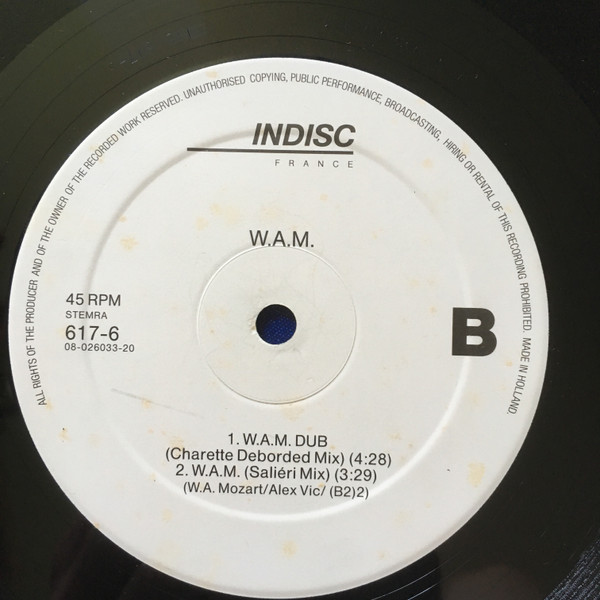 ALL RIGHTS OF THE PRODUCER AND OF THE OWNER OF THE RECORDED WORK RESERVED. UNAUTHORISED COPYING, PUBLIC PERFORMANCE, BROADCASTING, HIRING OR RENTAL OF THIS RECORDING PROHIBITED. MADE IN HOLLAND.
INDISC
FRANCE
W.A.M.
45 RPM
STEMRA
617-6
08-026033-20
B
1. W.A.M. DUB
(Charette Deborded Mix) (4:28)
2. W.A.M. (Saliéri Mix) (3:29)
(W.A. Mozart/Alex Vic/ (B2)2)